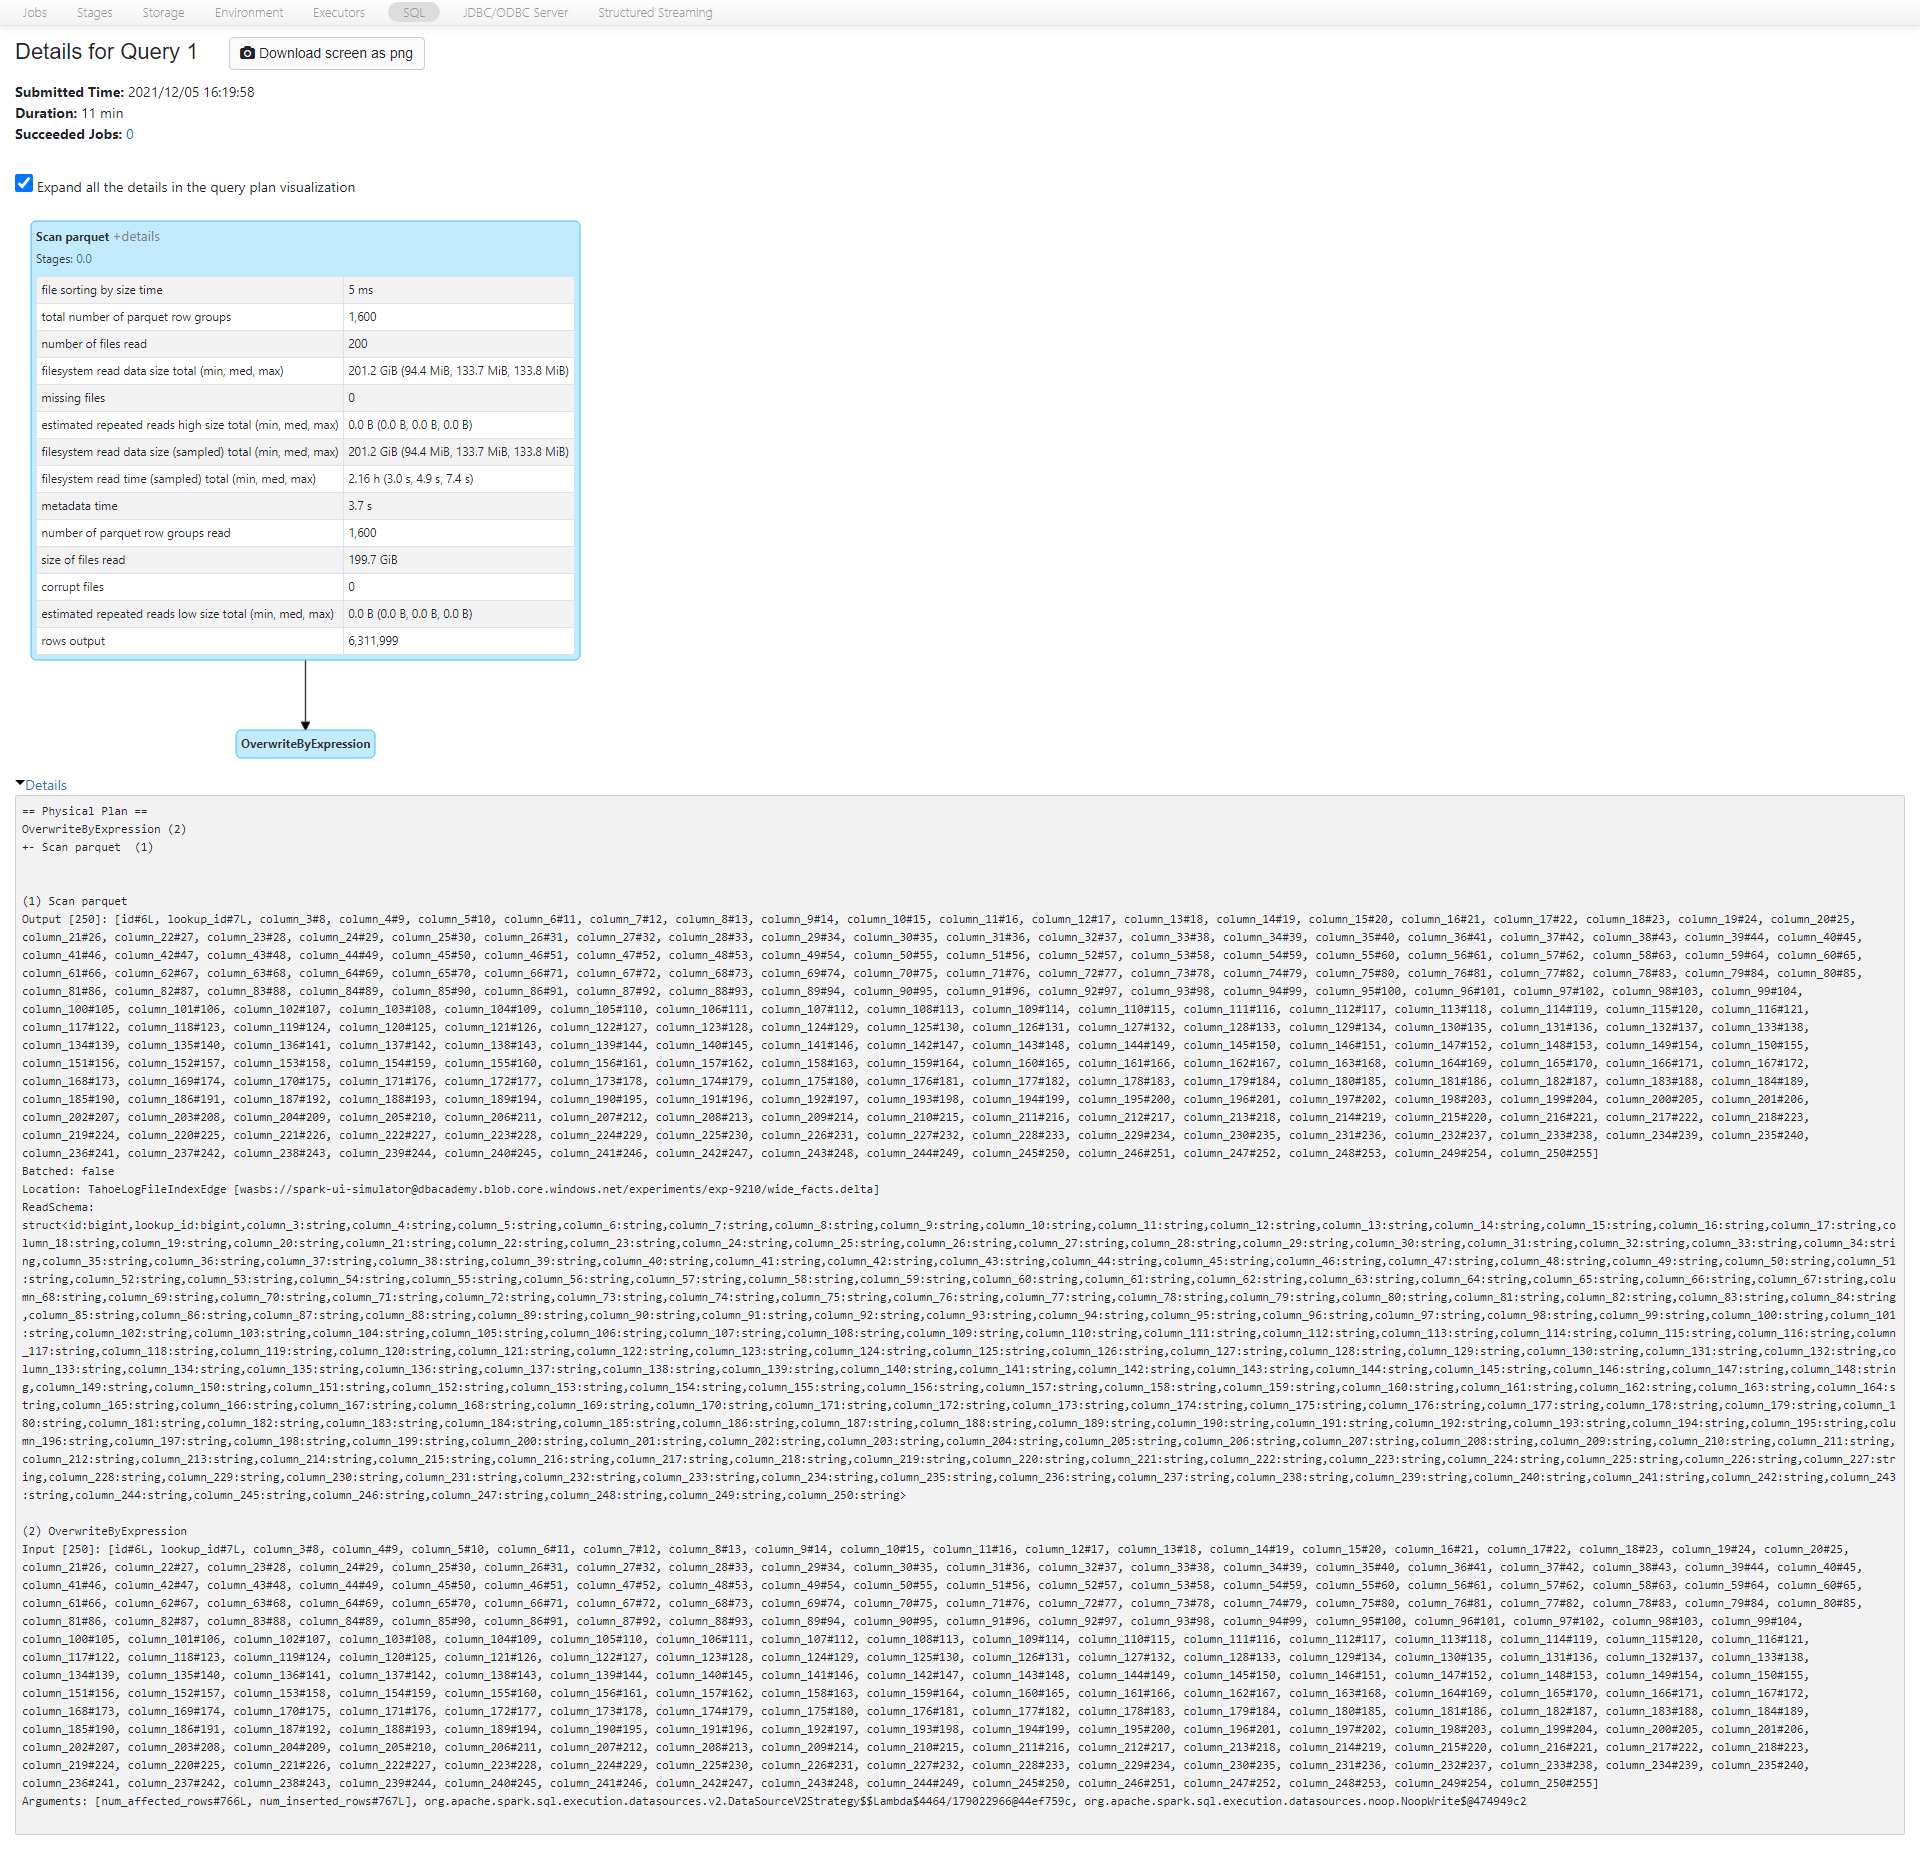 Jobs Stages Storage Environment Executors SQL JDBC/ODBC Server Structured Streaming
Details for Query 1 Download screen as png
Submitted Time: 2021/12/05 16:19:58
Duration: 11 min
Succeeded Jobs: 0
Expand all the details in the query plan visualization
Scan parquet +details
Stages: 0.0
file sorting by size time 5 ms
total number of parquet row groups 1,600
number of files read 200
filesystem read data size total (min, med, max) 201.2 GiB (94.4 MiB, 133.7 MiB, 133.8 MiB)
missing files 0
estimated repeated reads high size total (min, med, max) 0.0 B (0.0 B, 0.0 B, 0.0 B)
filesystem read data size (sampled) total (min, med, max) 201.2 GiB (94.4 MiB, 133.7 MiB, 133.8 MiB)
filesystem read time (sampled) total (min, med, max) 2.16 h (3.0 s, 4.9 s, 7.4 s)
metadata time 3.7 s
number of parquet row groups read 1,600
size of files read 199.7 GiB
corrupt files 0
estimated repeated reads low size total (min, med, max) 0.0 B (0.0 B, 0.0 B, 0.0 B)
rows output 6,311,999
OverwriteByExpression
Details
== Physical Plan ==
OverwriteByExpression (2)
+- Scan parquet  (1)
(1) Scan parquet
Output [250]: [id#6L, lookup_id#7L, column_3#8, column_4#9, column_5#10, column_6#11, column_7#12, column_8#13, column_9#14, column_10#15, column_11#16, column_12#17, column_13#18, column_14#19, column_15#20, column_16#21, column_17#22, column_18#23, column_19#24, column_20#25,
column_21#26, column_22#27, column_23#28, column_24#29, column_25#30, column_26#31, column_27#32, column_28#33, column_29#34, column_30#35, column_31#36, column_32#37, column_33#38, column_34#39, column_35#40, column_36#41, column_37#42, column_38#43, column_39#44, column_40#45,
column_41#46, column_42#47, column_43#48, column_44#49, column_45#50, column_46#51, column_47#52, column_48#53, column_49#54, column_50#55, column_51#56, column_52#57, column_53#58, column_54#59, column_55#60, column_56#61, column_57#62, column_58#63, column_59#64, column_60#65,
column_61#66, column_62#67, column_63#68, column_64#69, column_65#70, column_66#71, column_67#72, column_68#73, column_69#74, column_70#75, column_71#76, column_72#77, column_73#78, column_74#79, column_75#80, column_76#81, column_77#82, column_78#83, column_79#84, column_80#85,
column_81#86, column_82#87, column_83#88, column_84#89, column_85#90, column_86#91, column_87#92, column_88#93, column_89#94, column_90#95, column_91#96, column_92#97, column_93#98, column_94#99, column_95#100, column_96#101, column_97#102, column_98#103, column_99#104,
column_100#105, column_101#106, column_102#107, column_103#108, column_104#109, column_105#110, column_106#111, column_107#112, column_108#113, column_109#114, column_110#115, column_111#116, column_112#117, column_113#118, column_114#119, column_115#120, column_116#121,
column_117#122, column_118#123, column_119#124, column_120#125, column_121#126, column_122#127, column_123#128, column_124#129, column_125#130, column_126#131, column_127#132, column_128#133, column_129#134, column_130#135, column_131#136, column_132#137, column_133#138,
column_134#139, column_135#140, column_136#141, column_137#142, column_138#143, column_139#144, column_140#145, column_141#146, column_142#147, column_143#148, column_144#149, column_145#150, column_146#151, column_147#152, column_148#153, column_149#154, column_150#155,
column_151#156, column_152#157, column_153#158, column_154#159, column_155#160, column_156#161, column_157#162, column_158#163, column_159#164, column_160#165, column_161#166, column_162#167, column_163#168, column_164#169, column_165#170, column_166#171, column_167#172,
column_168#173, column_169#174, column_170#175, column_171#176, column_172#177, column_173#178, column_174#179, column_175#180, column_176#181, column_177#182, column_178#183, column_179#184, column_180#185, column_181#186, column_182#187, column_183#188, column_184#189,
column_185#190, column_186#191, column_187#192, column_188#193, column_189#194, column_190#195, column_191#196, column_192#197, column_193#198, column_194#199, column_195#200, column_196#201, column_197#202, column_198#203, column_199#204, column_200#205, column_201#206,
column_202#207, column_203#208, column_204#209, column_205#210, column_206#211, column_207#212, column_208#213, column_209#214, column_210#215, column_211#216, column_212#217, column_213#218, column_214#219, column_215#220, column_216#221, column_217#222, column_218#223,
column_219#224, column_220#225, column_221#226, column_222#227, column_223#228, column_224#229, column_225#230, column_226#231, column_227#232, column_228#233, column_229#234, column_230#235, column_231#236, column_232#237, column_233#238, column_234#239, column_235#240,
column_236#241, column_237#242, column_238#243, column_239#244, column_240#245, column_241#246, column_242#247, column_243#248, column_244#249, column_245#250, column_246#251, column_247#252, column_248#253, column_249#254, column_250#255]
Batched: false
Location: TahoeLogFileIndexEdge [wasbs://spark-ui-simulator@dbacademy.blob.core.windows.net/experiments/exp-9210/wide_facts.delta]
ReadSchema:
struct<id:bigint,lookup_id:bigint,column_3:string,column_4:string,column_5:string,column_6:string,column_7:string,column_8:string,column_9:string,column_10:string,column_11:string,column_12:string,column_13:string,column_14:string,column_15:string,column_16:string,column_17:string,co
lumn_18:string,column_19:string,column_20:string,column_21:string,column_22:string,column_23:string,column_24:string,column_25:string,column_26:string,column_27:string,column_28:string,column_29:string,column_30:string,column_31:string,column_32:string,column_33:string,column_34:stri
ng,column_35:string,column_36:string,column_37:string,column_38:string,column_39:string,column_40:string,column_41:string,column_42:string,column_43:string,column_44:string,column_45:string,column_46:string,column_47:string,column_48:string,column_49:string,column_50:string,column_51
:string,column_52:string,column_53:string,column_54:string,column_55:string,column_56:string,column_57:string,column_58:string,column_59:string,column_60:string,column_61:string,column_62:string,column_63:string,column_64:string,column_65:string,column_66:string,column_67:string,colu
mn_68:string,column_69:string,column_70:string,column_71:string,column_72:string,column_73:string,column_74:string,column_75:string,column_76:string,column_77:string,column_78:string,column_79:string,column_80:string,column_81:string,column_82:string,column_83:string,column_84:string
,column_85:string,column_86:string,column_87:string,column_88:string,column_89:string,column_90:string,column_91:string,column_92:string,column_93:string,column_94:string,column_95:string,column_96:string,column_97:string,column_98:string,column_99:string,column_100:string,column_101
:string,column_102:string,column_103:string,column_104:string,column_105:string,column_106:string,column_107:string,column_108:string,column_109:string,column_110:string,column_111:string,column_112:string,column_113:string,column_114:string,column_115:string,column_116:string,column
_117:string,column_118:string,column_119:string,column_120:string,column_121:string,column_122:string,column_123:string,column_124:string,column_125:string,column_126:string,column_127:string,column_128:string,column_129:string,column_130:string,column_131:string,column_132:string,co
lumn_133:string,column_134:string,column_135:string,column_136:string,column_137:string,column_138:string,column_139:string,column_140:string,column_141:string,column_142:string,column_143:string,column_144:string,column_145:string,column_146:string,column_147:string,column_148:strin
g,column_149:string,column_150:string,column_151:string,column_152:string,column_153:string,column_154:string,column_155:string,column_156:string,column_157:string,column_158:string,column_159:string,column_160:string,column_161:string,column_162:string,column_163:string,column_164:s
tring,column_165:string,column_166:string,column_167:string,column_168:string,column_169:string,column_170:string,column_171:string,column_172:string,column_173:string,column_174:string,column_175:string,column_176:string,column_177:string,column_178:string,column_179:string,column_1
80:string,column_181:string,column_182:string,column_183:string,column_184:string,column_185:string,column_186:string,column_187:string,column_188:string,column_189:string,column_190:string,column_191:string,column_192:string,column_193:string,column_194:string,column_195:string,colu
mn_196:string,column_197:string,column_198:string,column_199:string,column_200:string,column_201:string,column_202:string,column_203:string,column_204:string,column_205:string,column_206:string,column_207:string,column_208:string,column_209:string,column_210:string,column_211:string,
column_212:string,column_213:string,column_214:string,column_215:string,column_216:string,column_217:string,column_218:string,column_219:string,column_220:string,column_221:string,column_222:string,column_223:string,column_224:string,column_225:string,column_226:string,column_227:str
ing,column_228:string,column_229:string,column_230:string,column_231:string,column_232:string,column_233:string,column_234:string,column_235:string,column_236:string,column_237:string,column_238:string,column_239:string,column_240:string,column_241:string,column_242:string,column_243
:string,column_244:string,column_245:string,column_246:string,column_247:string,column_248:string,column_249:string,column_250:string>
(2) OverwriteByExpression
Input [250]: [id#6L, lookup_id#7L, column_3#8, column_4#9, column_5#10, column_6#11, column_7#12, column_8#13, column_9#14, column_10#15, column_11#16, column_12#17, column_13#18, column_14#19, column_15#20, column_16#21, column_17#22, column_18#23, column_19#24, column_20#25,
column_21#26, column_22#27, column_23#28, column_24#29, column_25#30, column_26#31, column_27#32, column_28#33, column_29#34, column_30#35, column_31#36, column_32#37, column_33#38, column_34#39, column_35#40, column_36#41, column_37#42, column_38#43, column_39#44, column_40#45,
column_41#46, column_42#47, column_43#48, column_44#49, column_45#50, column_46#51, column_47#52, column_48#53, column_49#54, column_50#55, column_51#56, column_52#57, column_53#58, column_54#59, column_55#60, column_56#61, column_57#62, column_58#63, column_59#64, column_60#65,
column_61#66, column_62#67, column_63#68, column_64#69, column_65#70, column_66#71, column_67#72, column_68#73, column_69#74, column_70#75, column_71#76, column_72#77, column_73#78, column_74#79, column_75#80, column_76#81, column_77#82, column_78#83, column_79#84, column_80#85,
column_81#86, column_82#87, column_83#88, column_84#89, column_85#90, column_86#91, column_87#92, column_88#93, column_89#94, column_90#95, column_91#96, column_92#97, column_93#98, column_94#99, column_95#100, column_96#101, column_97#102, column_98#103, column_99#104,
column_100#105, column_101#106, column_102#107, column_103#108, column_104#109, column_105#110, column_106#111, column_107#112, column_108#113, column_109#114, column_110#115, column_111#116, column_112#117, column_113#118, column_114#119, column_115#120, column_116#121,
column_117#122, column_118#123, column_119#124, column_120#125, column_121#126, column_122#127, column_123#128, column_124#129, column_125#130, column_126#131, column_127#132, column_128#133, column_129#134, column_130#135, column_131#136, column_132#137, column_133#138,
column_134#139, column_135#140, column_136#141, column_137#142, column_138#143, column_139#144, column_140#145, column_141#146, column_142#147, column_143#148, column_144#149, column_145#150, column_146#151, column_147#152, column_148#153, column_149#154, column_150#155,
column_151#156, column_152#157, column_153#158, column_154#159, column_155#160, column_156#161, column_157#162, column_158#163, column_159#164, column_160#165, column_161#166, column_162#167, column_163#168, column_164#169, column_165#170, column_166#171, column_167#172,
column_168#173, column_169#174, column_170#175, column_171#176, column_172#177, column_173#178, column_174#179, column_175#180, column_176#181, column_177#182, column_178#183, column_179#184, column_180#185, column_181#186, column_182#187, column_183#188, column_184#189,
column_185#190, column_186#191, column_187#192, column_188#193, column_189#194, column_190#195, column_191#196, column_192#197, column_193#198, column_194#199, column_195#200, column_196#201, column_197#202, column_198#203, column_199#204, column_200#205, column_201#206,
column_202#207, column_203#208, column_204#209, column_205#210, column_206#211, column_207#212, column_208#213, column_209#214, column_210#215, column_211#216, column_212#217, column_213#218, column_214#219, column_215#220, column_216#221, column_217#222, column_218#223,
column_219#224, column_220#225, column_221#226, column_222#227, column_223#228, column_224#229, column_225#230, column_226#231, column_227#232, column_228#233, column_229#234, column_230#235, column_231#236, column_232#237, column_233#238, column_234#239, column_235#240,
column_236#241, column_237#242, column_238#243, column_239#244, column_240#245, column_241#246, column_242#247, column_243#248, column_244#249, column_245#250, column_246#251, column_247#252, column_248#253, column_249#254, column_250#255]
Arguments: [num_affected_rows#766L, num_inserted_rows#767L], org.apache.spark.sql.execution.datasources.v2.DataSourceV2Strategy$$Lambda$4464/179022966@44ef759c, org.apache.spark.sql.execution.datasources.noop.NoopWrite$@474949c2